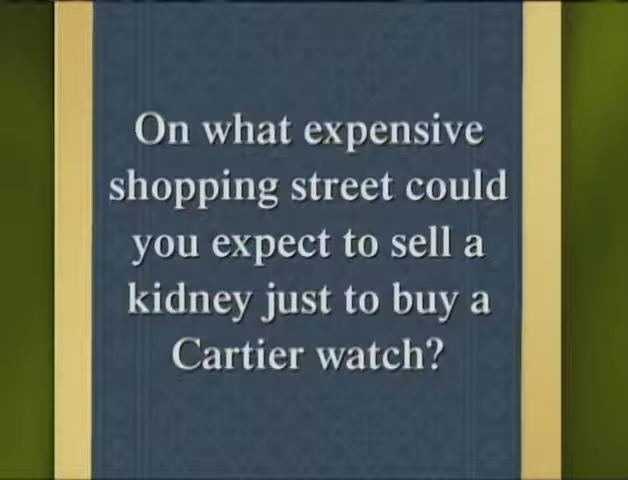 On what expensive
shopping street could
you expect to sell a
kidney just to buy a
Cartier watch?